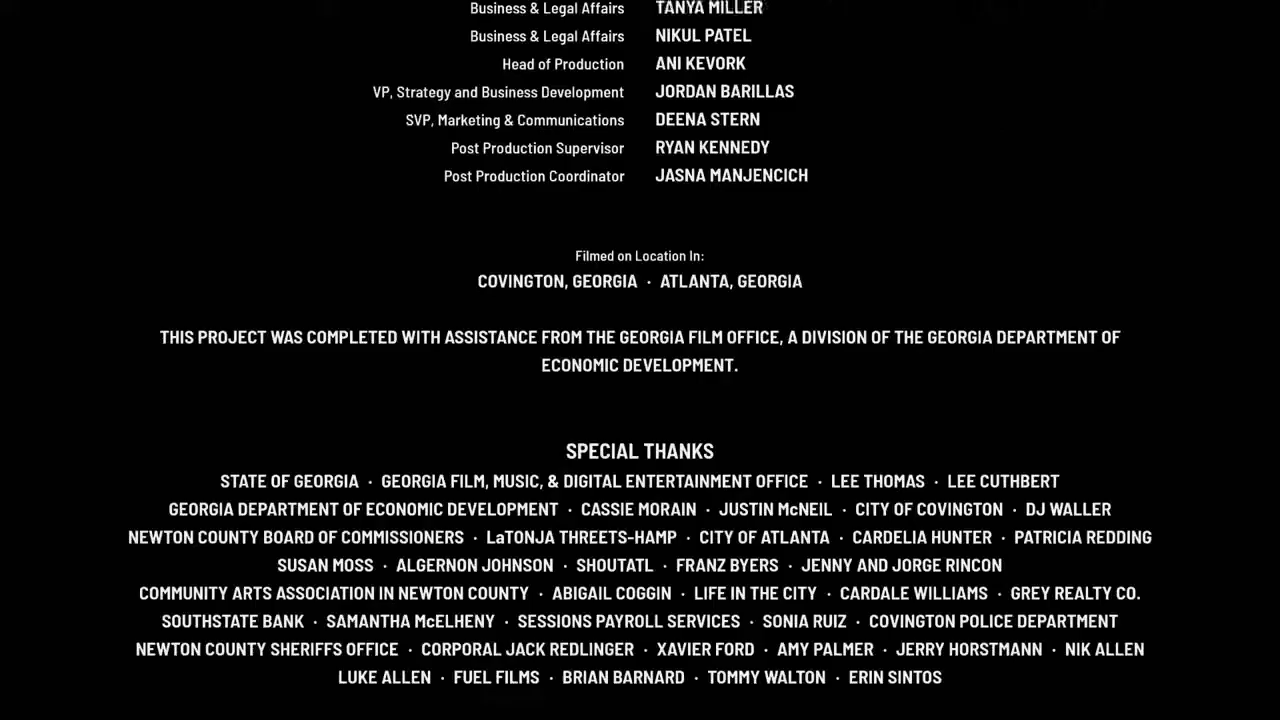 Business & Legal Affairs TANYA MILLER
Business & Legal Affairs NIKUL PATEL
Head of Production ANI KEVORK
VP, Strategy and Business Development JORDAN BARILLAS
SVP, Marketing & Communications DEENA STERN
Post Production Supervisor RYAN KENNEDY
Post Production Coordinator JASNA MANJENCICH
Filmed on Location In:
COVINGTON, GEORGIA · ATLANTA, GEORGIA
THIS PROJECT WAS COMPLETED WITH ASSISTANCE FROM THE GEORGIA FILM OFFICE, A DIVISION OF THE GEORGIA DEPARTMENT OF
ECONOMIC DEVELOPMENT.
SPECIAL THANKS
STATE OF GEORGIA · GEORGIA FILM, MUSIC, & DIGITAL ENTERTAINMENT OFFICE · LEE THOMAS · LEE CUTHBERT
GEORGIA DEPARTMENT OF ECONOMIC DEVELOPMENT · CASSIE MORAIN · JUSTIN McNEIL · CITY OF COVINGTON · DJ WALLER
NEWTON COUNTY BOARD OF COMMISSIONERS · LaTONJA THREETS-HAMP · CITY OF ATLANTA · CARDELIA HUNTER · PATRICIA REDDING
SUSAN MOSS · ALGERNON JOHNSON · SHOUTATL · FRANZ BYERS · JENNY AND JORGE RINCON
COMMUNITY ARTS ASSOCIATION IN NEWTON COUNTY · ABIGAIL COGGIN · LIFE IN THE CITY · CARDALE WILLIAMS · GREY REALTY CO.
SOUTHSTATE BANK · SAMANTHA McELHENY · SESSIONS PAYROLL SERVICES · SONIA RUIZ · COVINGTON POLICE DEPARTMENT
NEWTON COUNTY SHERIFFS OFFICE · CORPORAL JACK REDLINGER · XAVIER FORD · AMY PALMER · JERRY HORSTMANN · NIK ALLEN
LUKE ALLEN · FUEL FILMS · BRIAN BARNARD · TOMMY WALTON · ERIN SINTOS